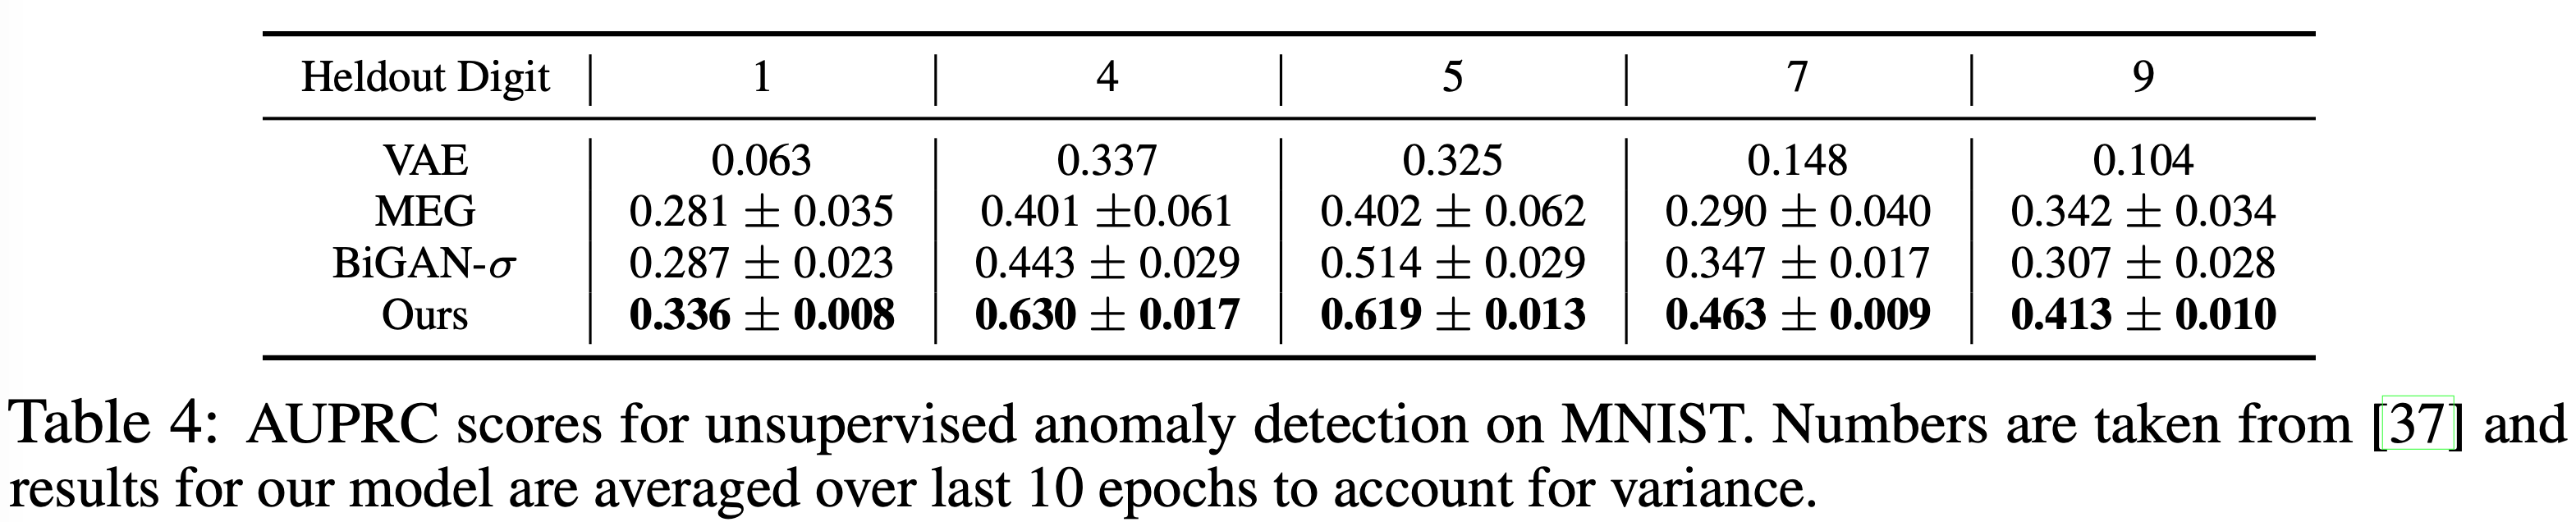 Heldout Digit 1 4 5 7 9
VAE 0.063 0.337 0.325 0.148 0.104
MEG 0.281 ± 0.035 0.401 ±0.061 0.402 ± 0.062 0.290 ± 0.040 0.342 ± 0.034
BiGAN-σ 0.287 ± 0.023 0.443 ± 0.029 0.514 ± 0.029 0.347 ± 0.017 0.307 ± 0.028
Ours 0.336 ± 0.008 0.630 ± 0.017 0.619 ± 0.013 0.463 ± 0.009 0.413 ± 0.010
Table 4: AUPRC scores for unsupervised anomaly detection on MNIST. Numbers are taken from [37] and
results for our model are averaged over last 10 epochs to account for variance.